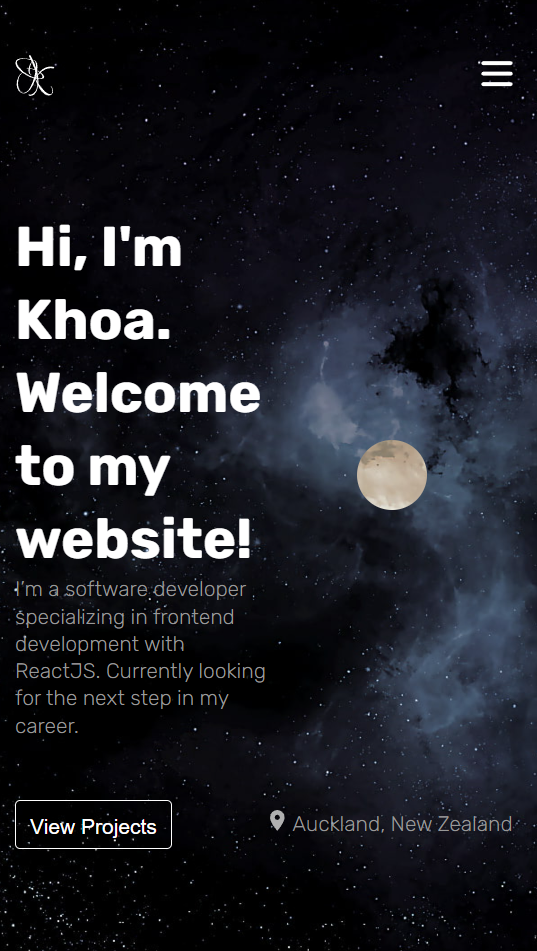 Hi, I'm
Khoa.
Welcome
to my
website!
I’m a software developer
specializing in frontend
development with
ReactJS. Currently looking
for the next step in my
career.
View Projects
Auckland, New Zealand